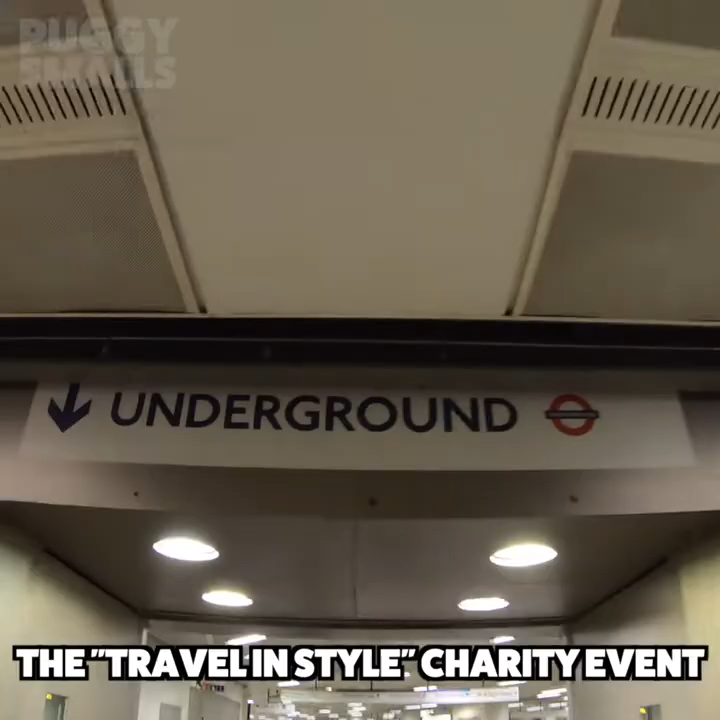 PUGGY
SMALLS
UNDERGROUND
THE "TRAVEL IN STYLE" CHARITY EVENT